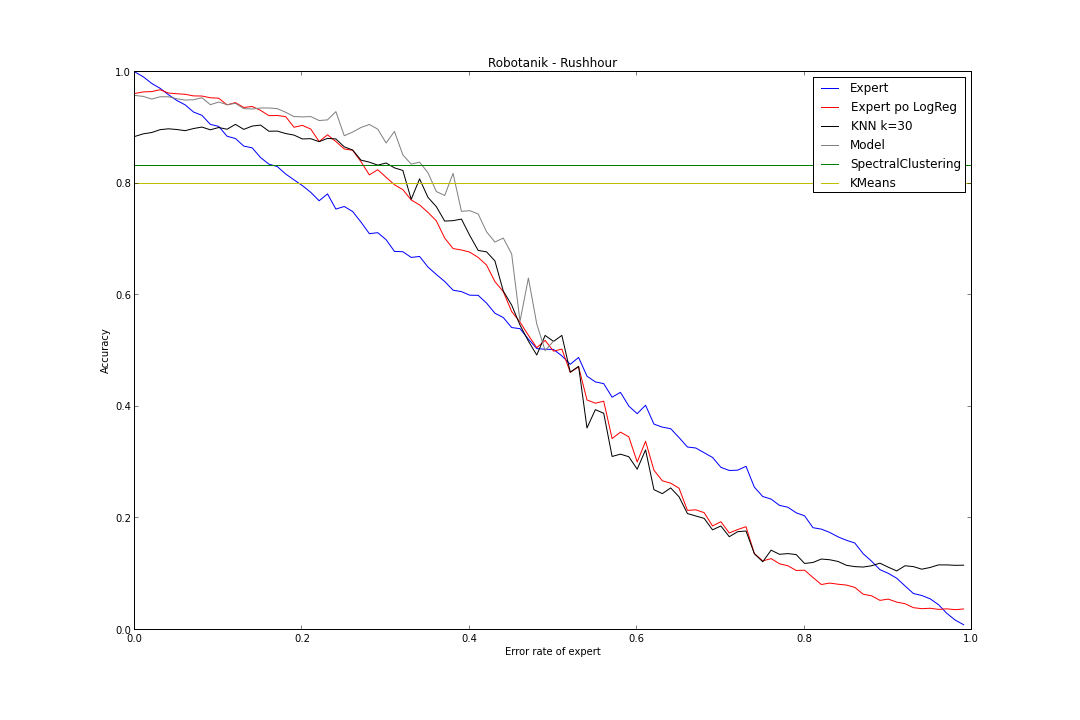 Robotanik - Rushhour
Expert
Expert po LogReg
KNN k=30
Model
SpectralClustering
KMeans
1.0
0.8
0.6
0.4
0.2
0.0
Accuracy
0.0 0.2 0.4 0.6 0.8 1.0
Error rate of expert